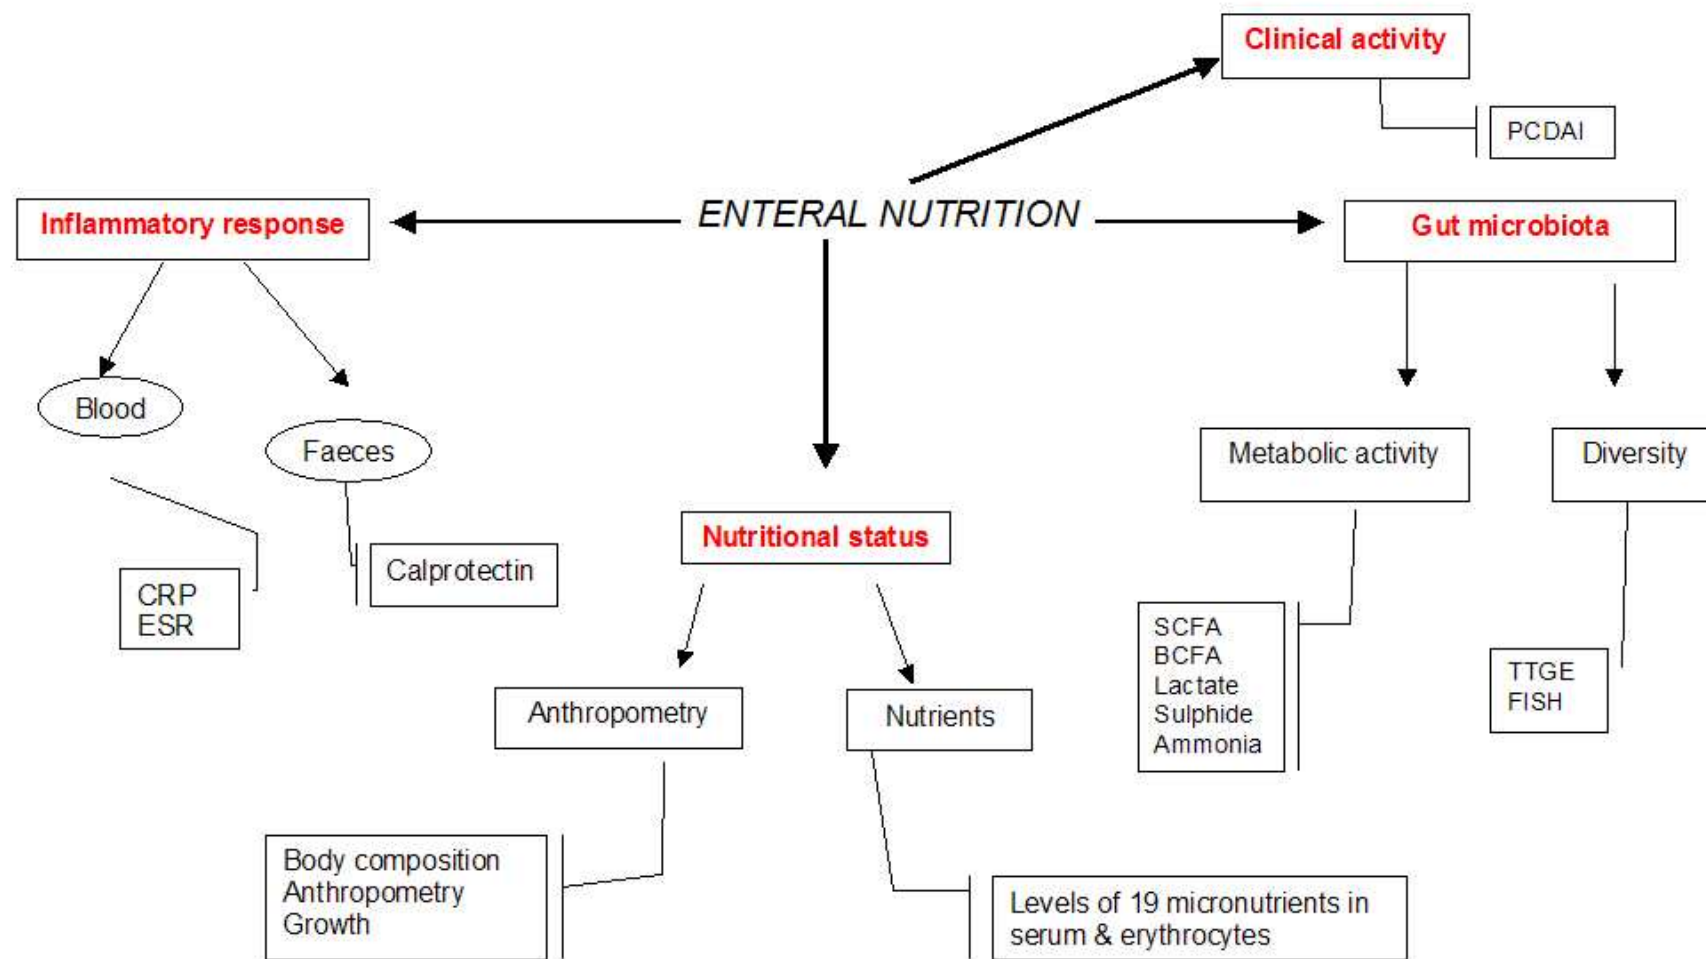 Clinical activity
PCDAI
ENTERAL NUTRITION
Inflammatory response
Gut microbiota
Blood
Faeces
Metabolic activity
Diversity
Nutritional status
Calprotectin
CRP
ESR
SCFA
BCFA
Lactate
Sulphide
Ammonia
TTGE
FISH
Anthropometry
Nutrients
Body composition
Anthropometry
Growth
Levels of 19 micronutrients in
serum & erythrocytes